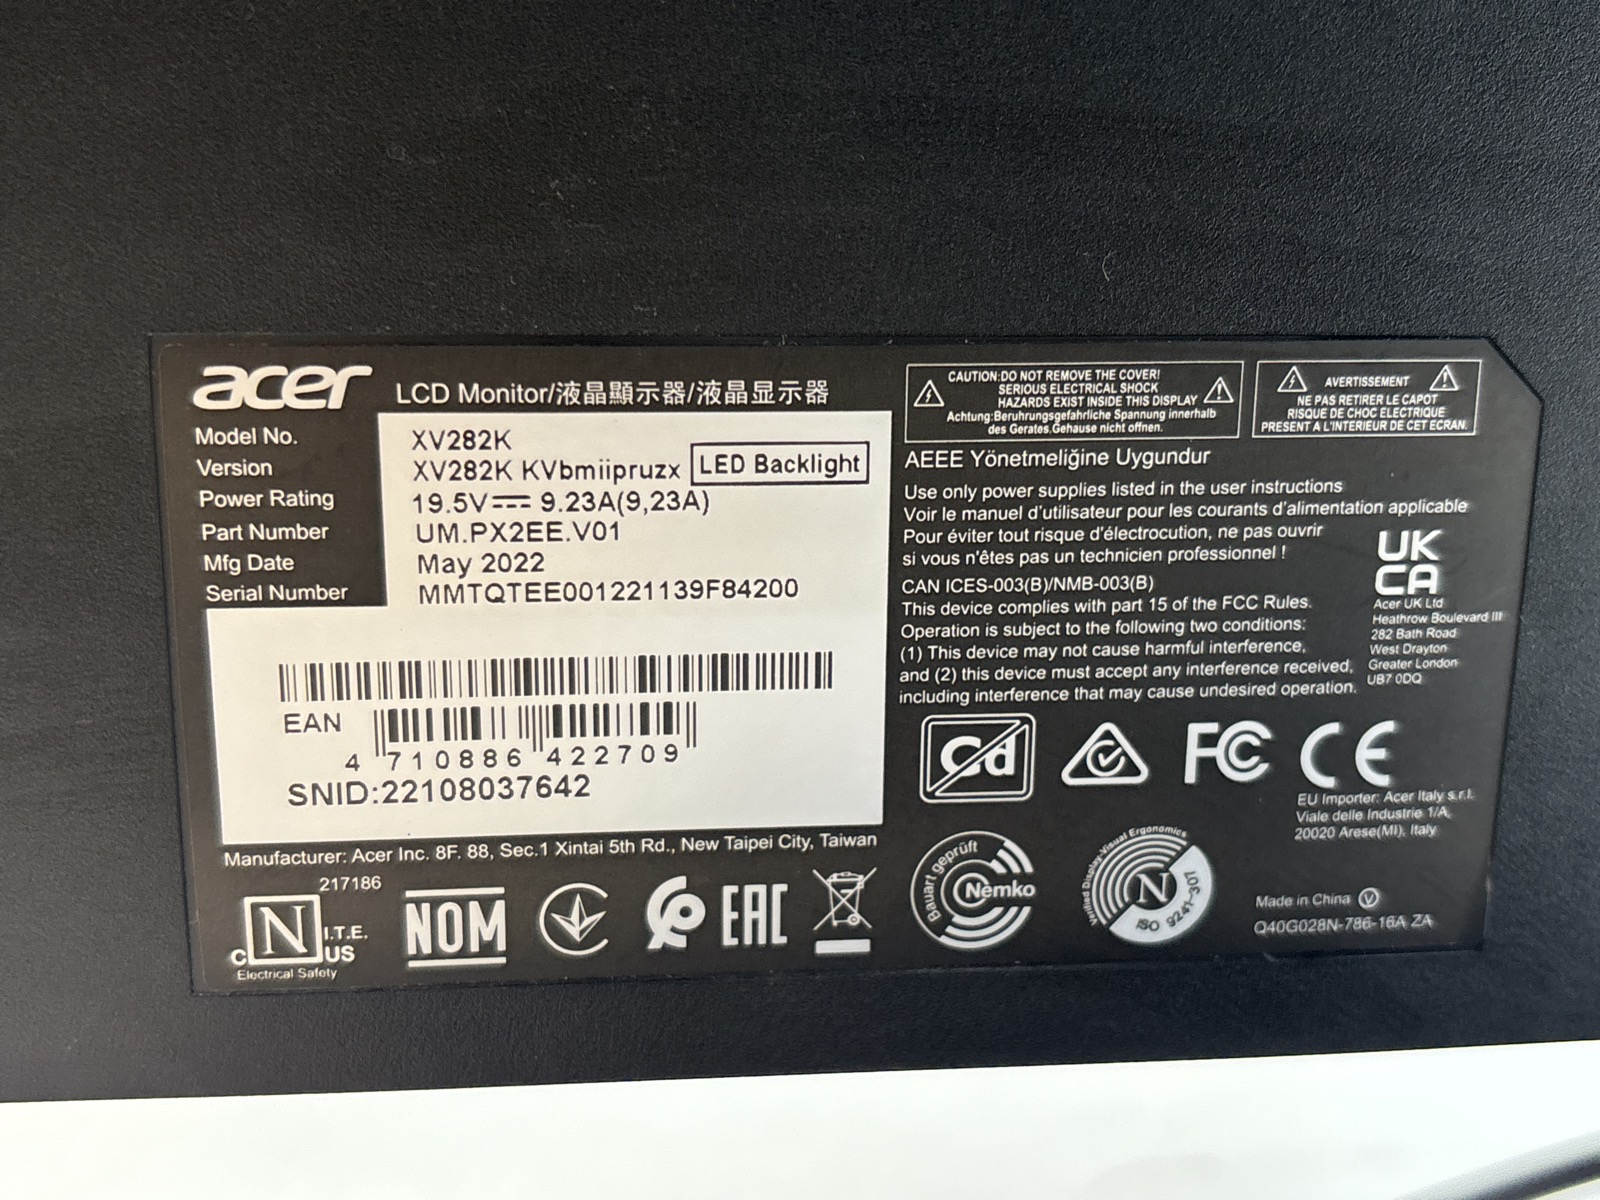 acer LCD Monitor/液晶顯示器/液晶显示器
Model No. XV282K
Version XV282K KVbmiipruzx LED Backlight
Power Rating 19.5V⎓ 9.23A(9,23A)
Part Number UM.PX2EE.V01
Mfg Date May 2022
Serial Number MMTQTEE001221139F84200
EAN
4 710886 422709
SNID:22108037642
Manufacturer: Acer Inc. 8F. 88, Sec.1 Xintai 5th Rd., New Taipei City, Taiwan
217186
N
I.T.E.
C US
Electrical Safety
NOM
EAC
CAUTION:DO NOT REMOVE THE COVER!
SERIOUS ELECTRICAL SHOCK
HAZARDS EXIST INSIDE THIS DISPLAY
Achtung:Beruhrungsgefahrliche Spannung innerhalb
des Gerates.Gehause nicht offnen.
AVERTISSEMENT
NE PAS RETIRER LE CAPOT
RISQUE DE CHOC ELECTRIQUE
PRESENT A L'INTERIEUR DE CET ECRAN.
AEEE Yönetmeliğine Uygundur
Use only power supplies listed in the user instructions
Voir le manuel d'utilisateur pour les courants d'alimentation applicable
Pour éviter tout risque d'électrocution, ne pas ouvrir
si vous n'êtes pas un technicien professionnel !
CAN ICES-003(B)/NMB-003(B)
This device complies with part 15 of the FCC Rules.
Operation is subject to the following two conditions:
(1) This device may not cause harmful interference,
and (2) this device must accept any interference received,
including interference that may cause undesired operation.
UK
CA
Acer UK Ltd
Heathrow Boulevard III
282 Bath Road
West Drayton
Greater London
UB7 0DQ
Cd
FC CE
EU Importer: Acer Italy s.r.l.
Viale delle Industrie 1/A,
20020 Arese(MI), Italy
Bauart geprüft
Nemko
Verified Display Visual Ergonomics
N
ISO 9241-307
Made in China V
Q40G028N-786-16A ZA